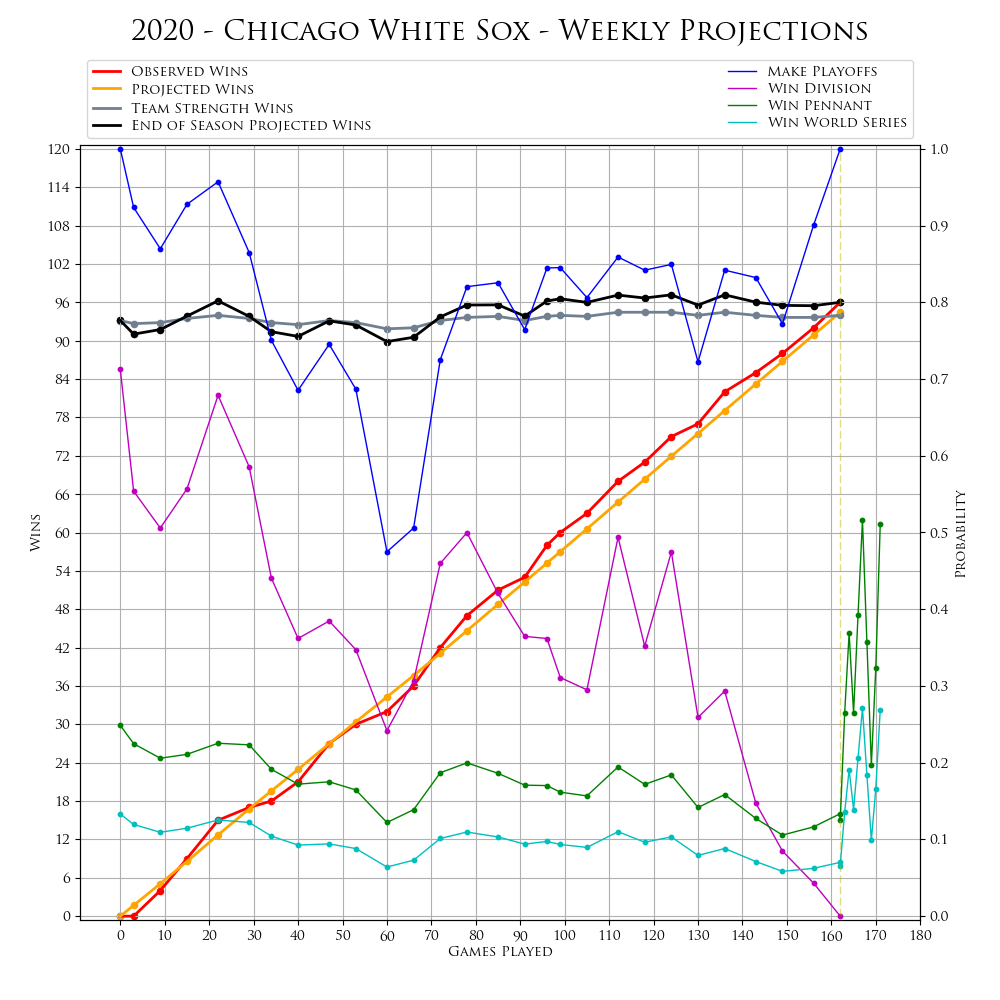 2020 - Chicago White Sox - Weekly Projections
Observed Wins
Projected Wins
Team Strength Wins
End of Season Projected Wins
Make Playoffs
Win Division
Win Pennant
Win World Series
120
114
108
102
96
90
84
78
72
66
60
54
48
42
36
30
24
18
12
6
0
Wins
1.0
0.9
0.8
0.7
0.6
0.5
0.4
0.3
0.2
0.1
0.0
Probability
0 10 20 30 40 50 60 70 80 90 100 110 120 130 140 150 160 170 180
Games Played